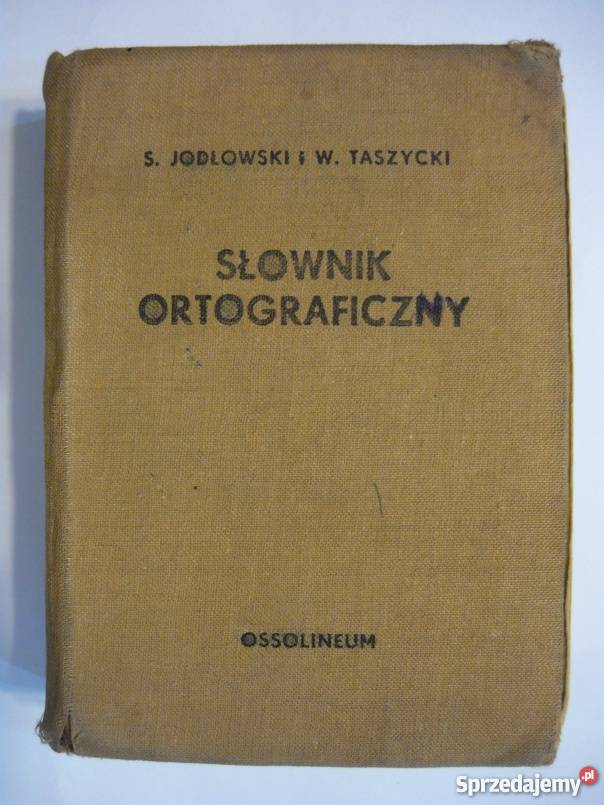 S. JODŁOWSKI i W. TASZYCKI
SŁOWNIK
ORTOGRAFICZNY
OSSOLINEUM
Sprzedajemy.pl